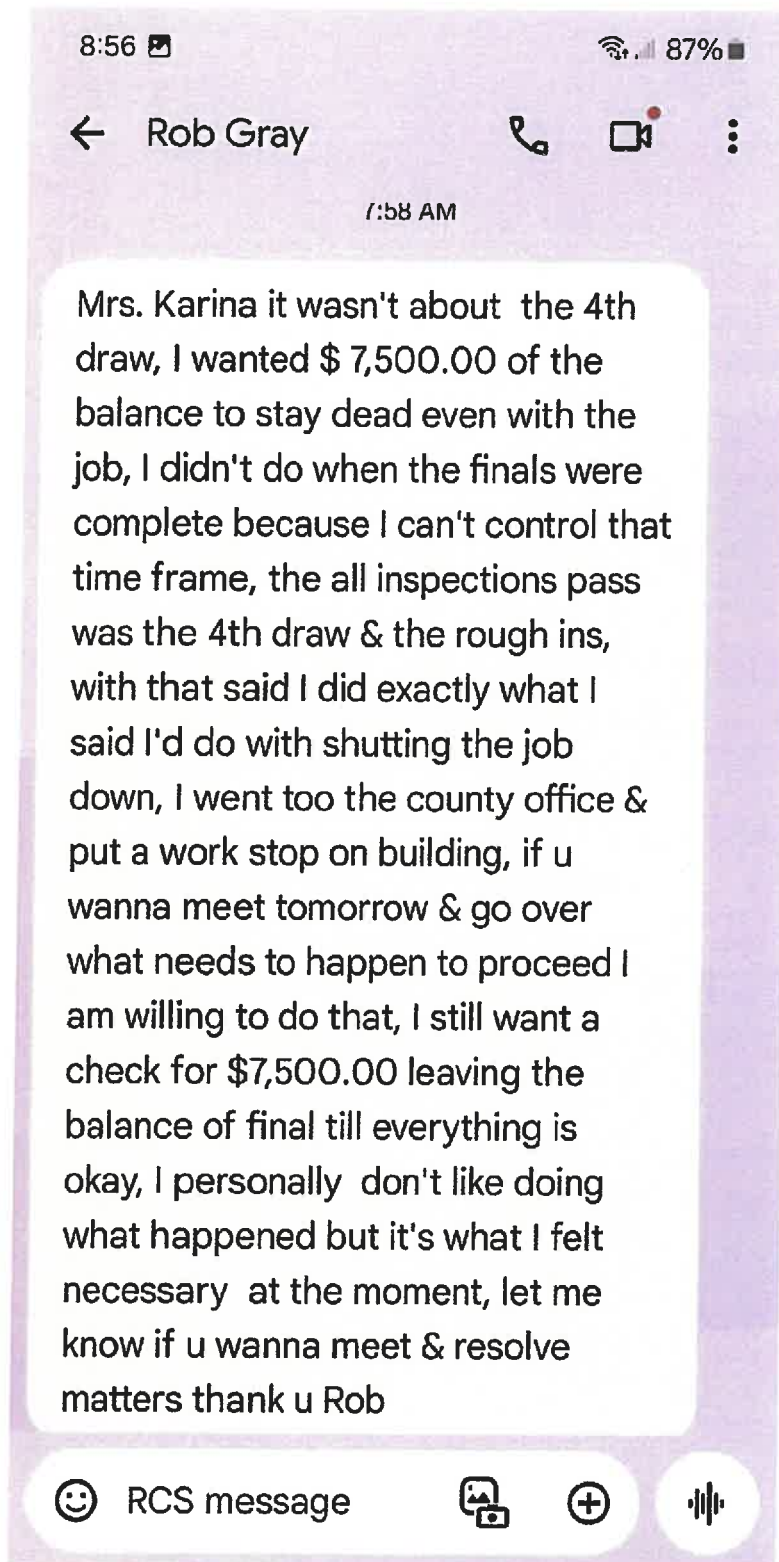 8:56 87%
Rob Gray
7:58 AM
Mrs. Karina it wasn't about the 4th
draw, I wanted $ 7,500.00 of the
balance to stay dead even with the
job, I didn't do when the finals were
complete because I can't control that
time frame, the all inspections pass
was the 4th draw & the rough ins,
with that said I did exactly what I
said I'd do with shutting the job
down, I went too the county office &
put a work stop on building, if u
wanna meet tomorrow & go over
what needs to happen to proceed I
am willing to do that, I still want a
check for $7,500.00 leaving the
balance of final till everything is
okay, I personally don't like doing
what happened but it's what I felt
necessary at the moment, let me
know if u wanna meet & resolve
matters thank u Rob
RCS message